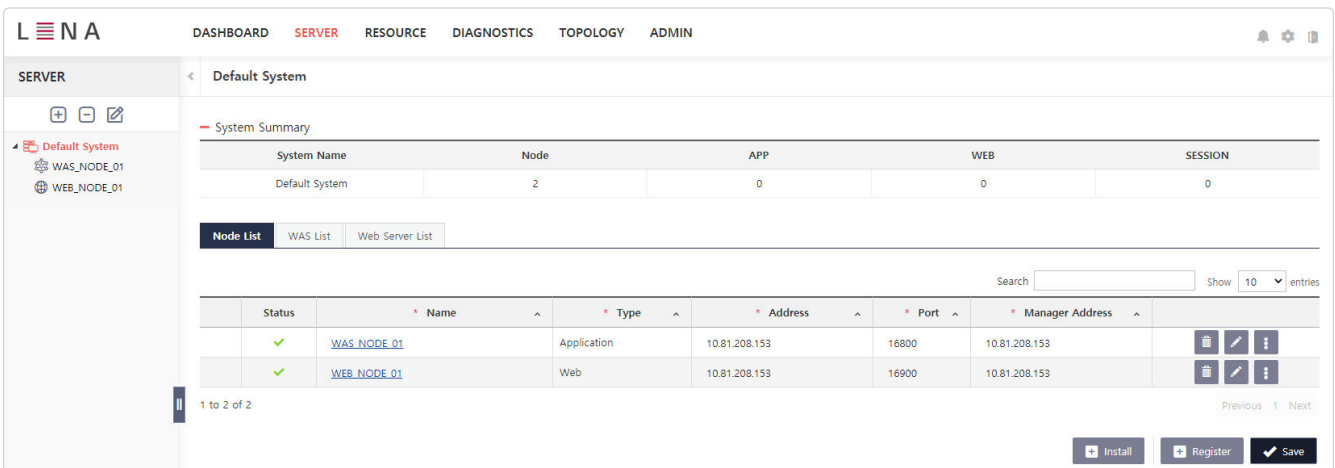 LENA
DASHBOARD SERVER RESOURCE DIAGNOSTICS TOPOLOGY ADMIN
SERVER
Default System
Default System
WAS_NODE_01
WEB_NODE_01
System Summary
System Name Node APP WEB SESSION
Default System 2 0 0 0
Node List WAS List Web Server List
Search Show 10 entries
Status * Name * Type * Address * Port * Manager Address
WAS_NODE_01 Application 10.81.208.153 16800 10.81.208.153
WEB_NODE_01 Web 10.81.208.153 16900 10.81.208.153
1 to 2 of 2 Previous 1 Next
Install Register Save